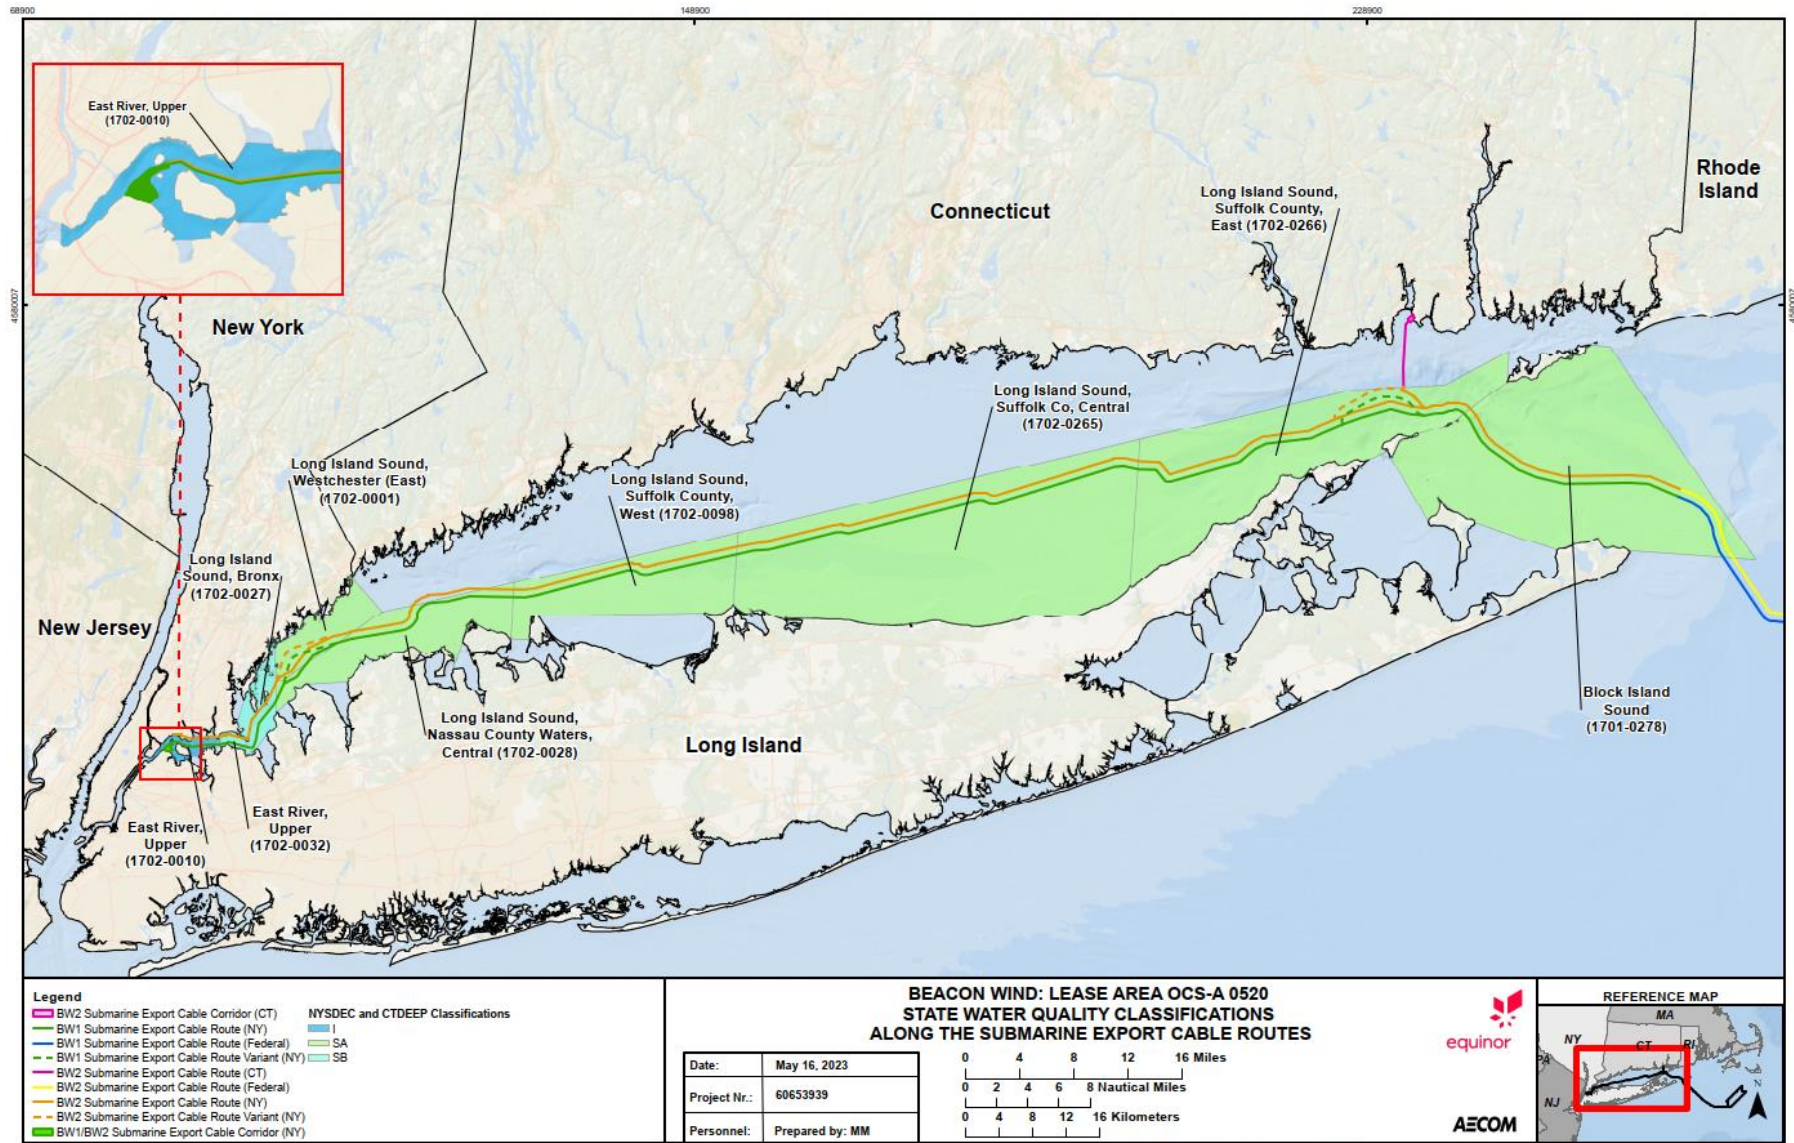 68900
148900
228900
4580007
4580007
East River, Upper
(1702-0010)
New York
Connecticut
Rhode
Island
New Jersey
Long Island
Long Island Sound,
Suffolk County,
East (1702-0266)
Long Island Sound,
Suffolk Co, Central
(1702-0265)
Long Island Sound,
Westchester (East)
(1702-0001)
Long Island Sound,
Suffolk County,
West (1702-0098)
Long Island
Sound, Bronx
(1702-0027)
Long Island Sound,
Nassau County Waters,
Central (1702-0028)
Block Island
Sound
(1701-0278)
East River,
Upper
(1702-0032)
East River,
Upper
(1702-0010)
Legend
BW2 Submarine Export Cable Corridor (CT)
BW1 Submarine Export Cable Route (NY)
BW1 Submarine Export Cable Route (Federal)
BW1 Submarine Export Cable Route Variant (NY)
BW2 Submarine Export Cable Route (CT)
BW2 Submarine Export Cable Route (Federal)
BW2 Submarine Export Cable Route (NY)
BW2 Submarine Export Cable Route Variant (NY)
BW1/BW2 Submarine Export Cable Corridor (NY)
NYSDEC and CTDEEP Classifications
I
SA
SB
BEACON WIND: LEASE AREA OCS-A 0520
STATE WATER QUALITY CLASSIFICATIONS
ALONG THE SUBMARINE EXPORT CABLE ROUTES
Date: May 16, 2023
Project Nr.: 60653939
Personnel: Prepared by: MM
0 4 8 12 16 Miles
0 2 4 6 8 Nautical Miles
0 4 8 12 16 Kilometers
equinor
AECOM
REFERENCE MAP
MA
NY
CT
RI
PA
NJ
N